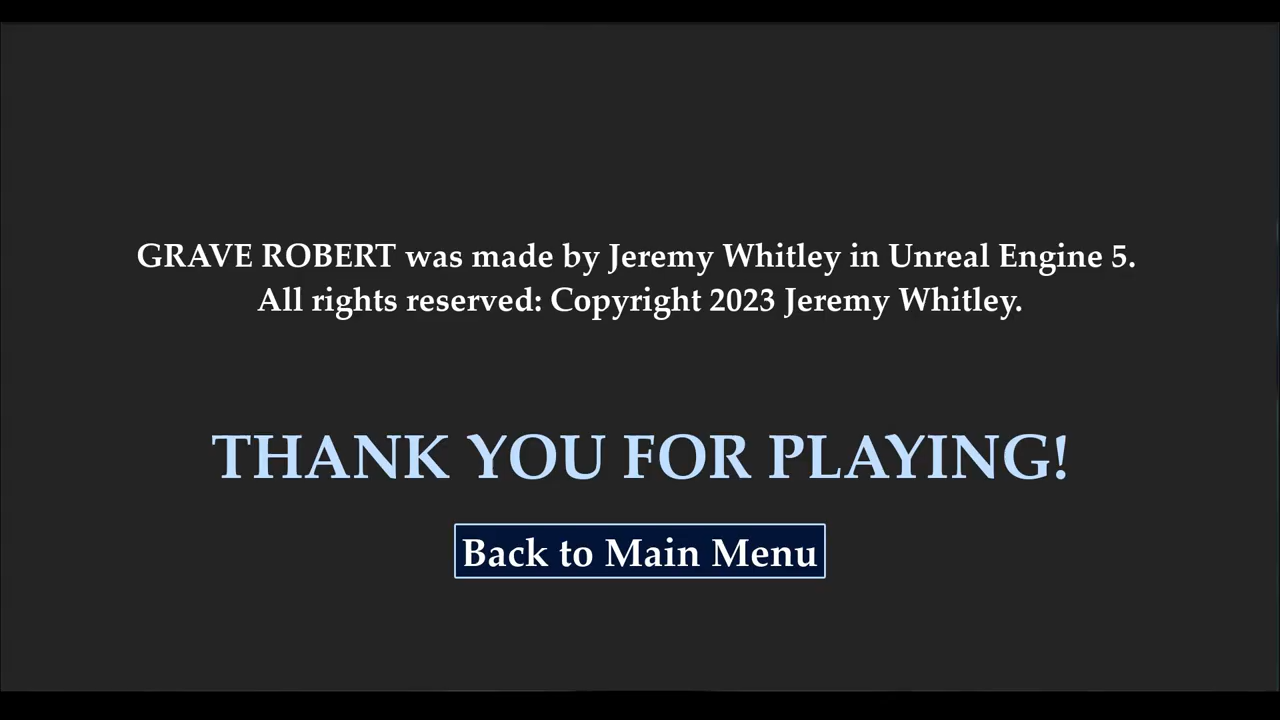 GRAVE ROBERT was made by Jeremy Whitley in Unreal Engine 5.
All rights reserved: Copyright 2023 Jeremy Whitley.
THANK YOU FOR PLAYING!
Back to Main Menu